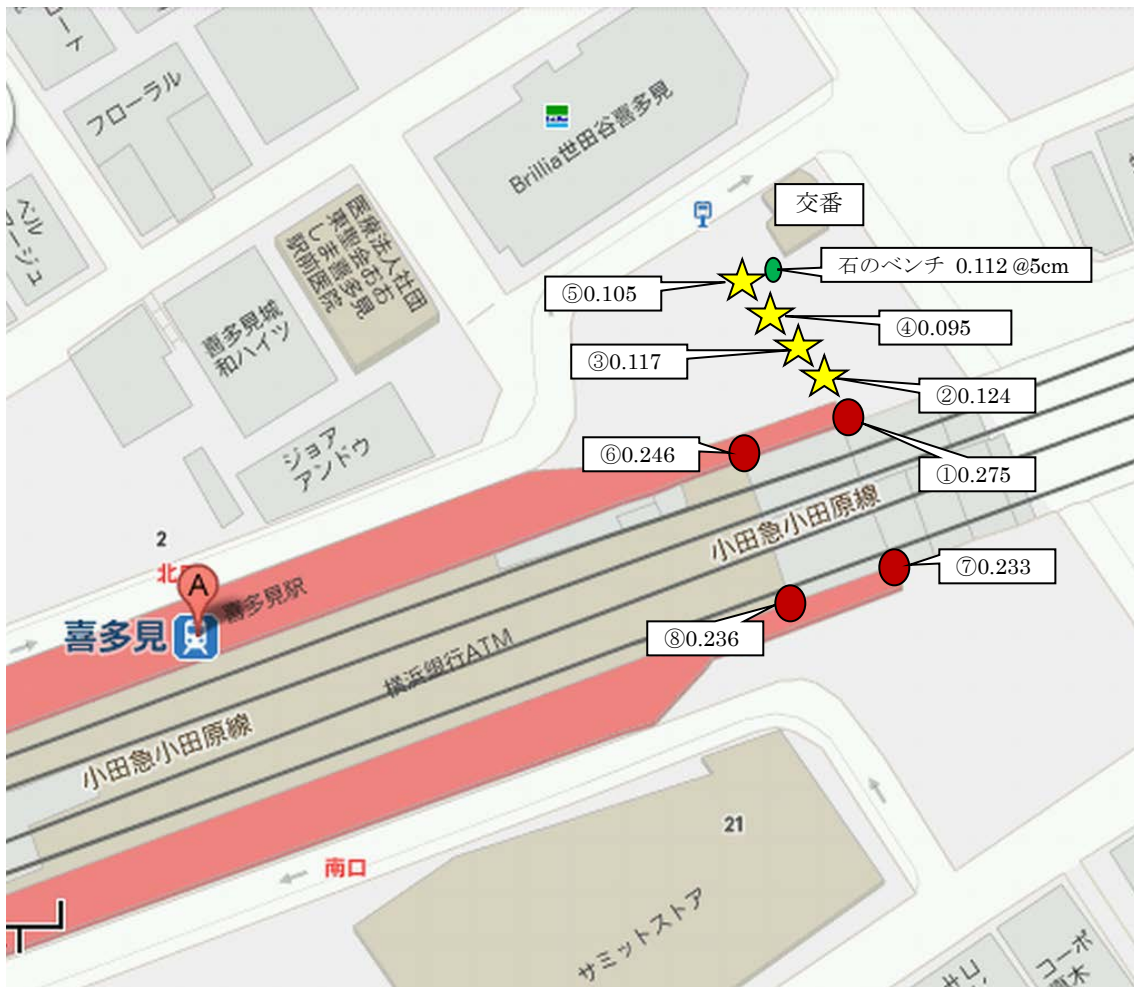 フローラル
Brillia世田谷喜多見
交番
石のベンチ 0.112 @5cm
医療法人社団
東聖会おお
しま喜多見
駅前医院
⑤0.105
④0.095
喜多見城
和ハイツ
③0.117
②0.124
ジョア
アンドウ
⑥0.246
①0.275
小田急小田原線
2
北
A
喜多見駅
⑦0.233
喜多見
⑧0.236
横浜銀行ATM
小田急小田原線
21
南口
サミットストア